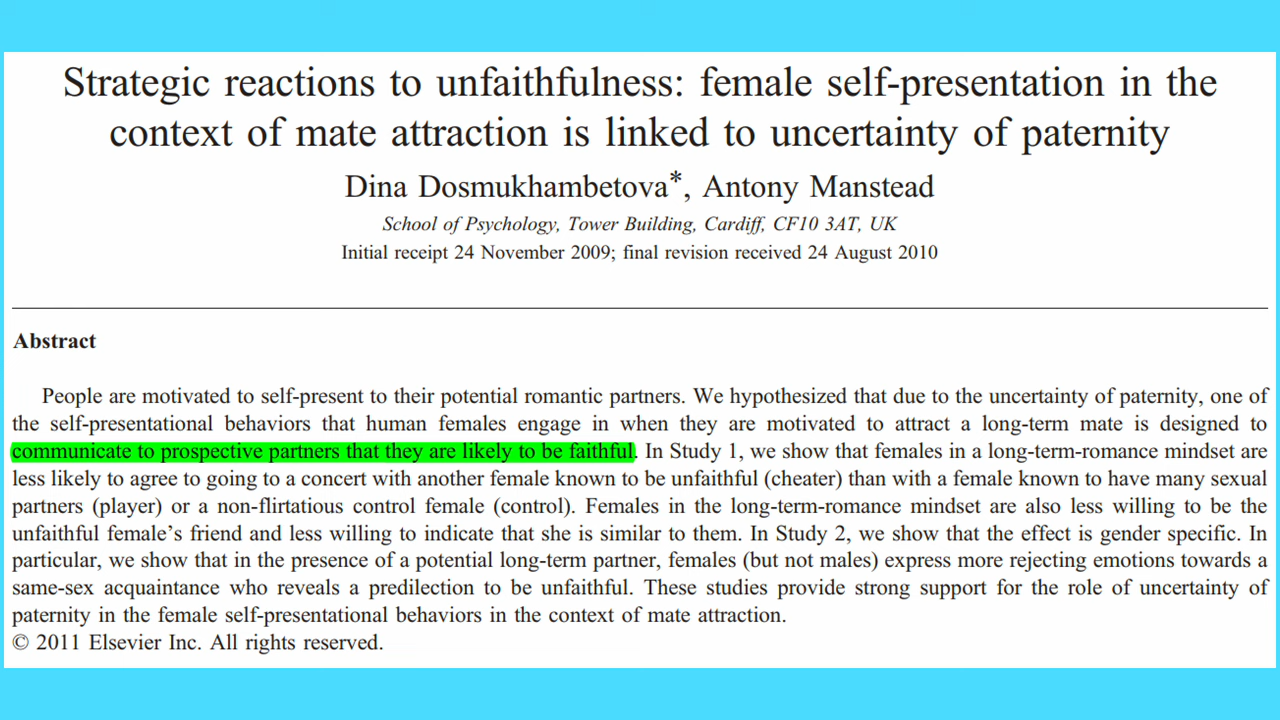 Strategic reactions to unfaithfulness: female self-presentation in the
context of mate attraction is linked to uncertainty of paternity
Dina Dosmukhambetova*, Antony Manstead
School of Psychology, Tower Building, Cardiff, CF10 3AT, UK
Initial receipt 24 November 2009; final revision received 24 August 2010
Abstract
People are motivated to self-present to their potential romantic partners. We hypothesized that due to the uncertainty of paternity, one of
the self-presentational behaviors that human females engage in when they are motivated to attract a long-term mate is designed to
communicate to prospective partners that they are likely to be faithful. In Study 1, we show that females in a long-term-romance mindset are
less likely to agree to going to a concert with another female known to be unfaithful (cheater) than with a female known to have many sexual
partners (player) or a non-flirtatious control female (control). Females in the long-term-romance mindset are also less willing to be the
unfaithful female's friend and less willing to indicate that she is similar to them. In Study 2, we show that the effect is gender specific. In
particular, we show that in the presence of a potential long-term partner, females (but not males) express more rejecting emotions towards a
same-sex acquaintance who reveals a predilection to be unfaithful. These studies provide strong support for the role of uncertainty of
paternity in the female self-presentational behaviors in the context of mate attraction.
© 2011 Elsevier Inc. All rights reserved.